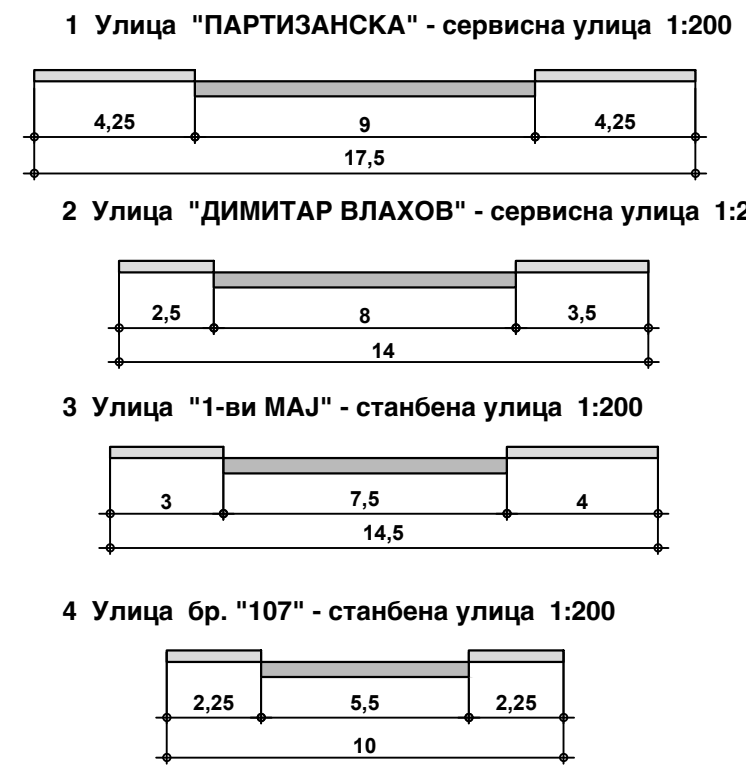 1 Улица "ПАРТИЗАНСКА" - сервисна улица 1:200
4,25 9 4,25
17,5
2 Улица "ДИМИТАР ВЛАХОВ" - сервисна улица 1:2
2,5 8 3,5
14
3 Улица "1-ви МАЈ" - станбена улица 1:200
3 7,5 4
14,5
4 Улица бр. "107" - станбена улица 1:200
2,25 5,5 2,25
10